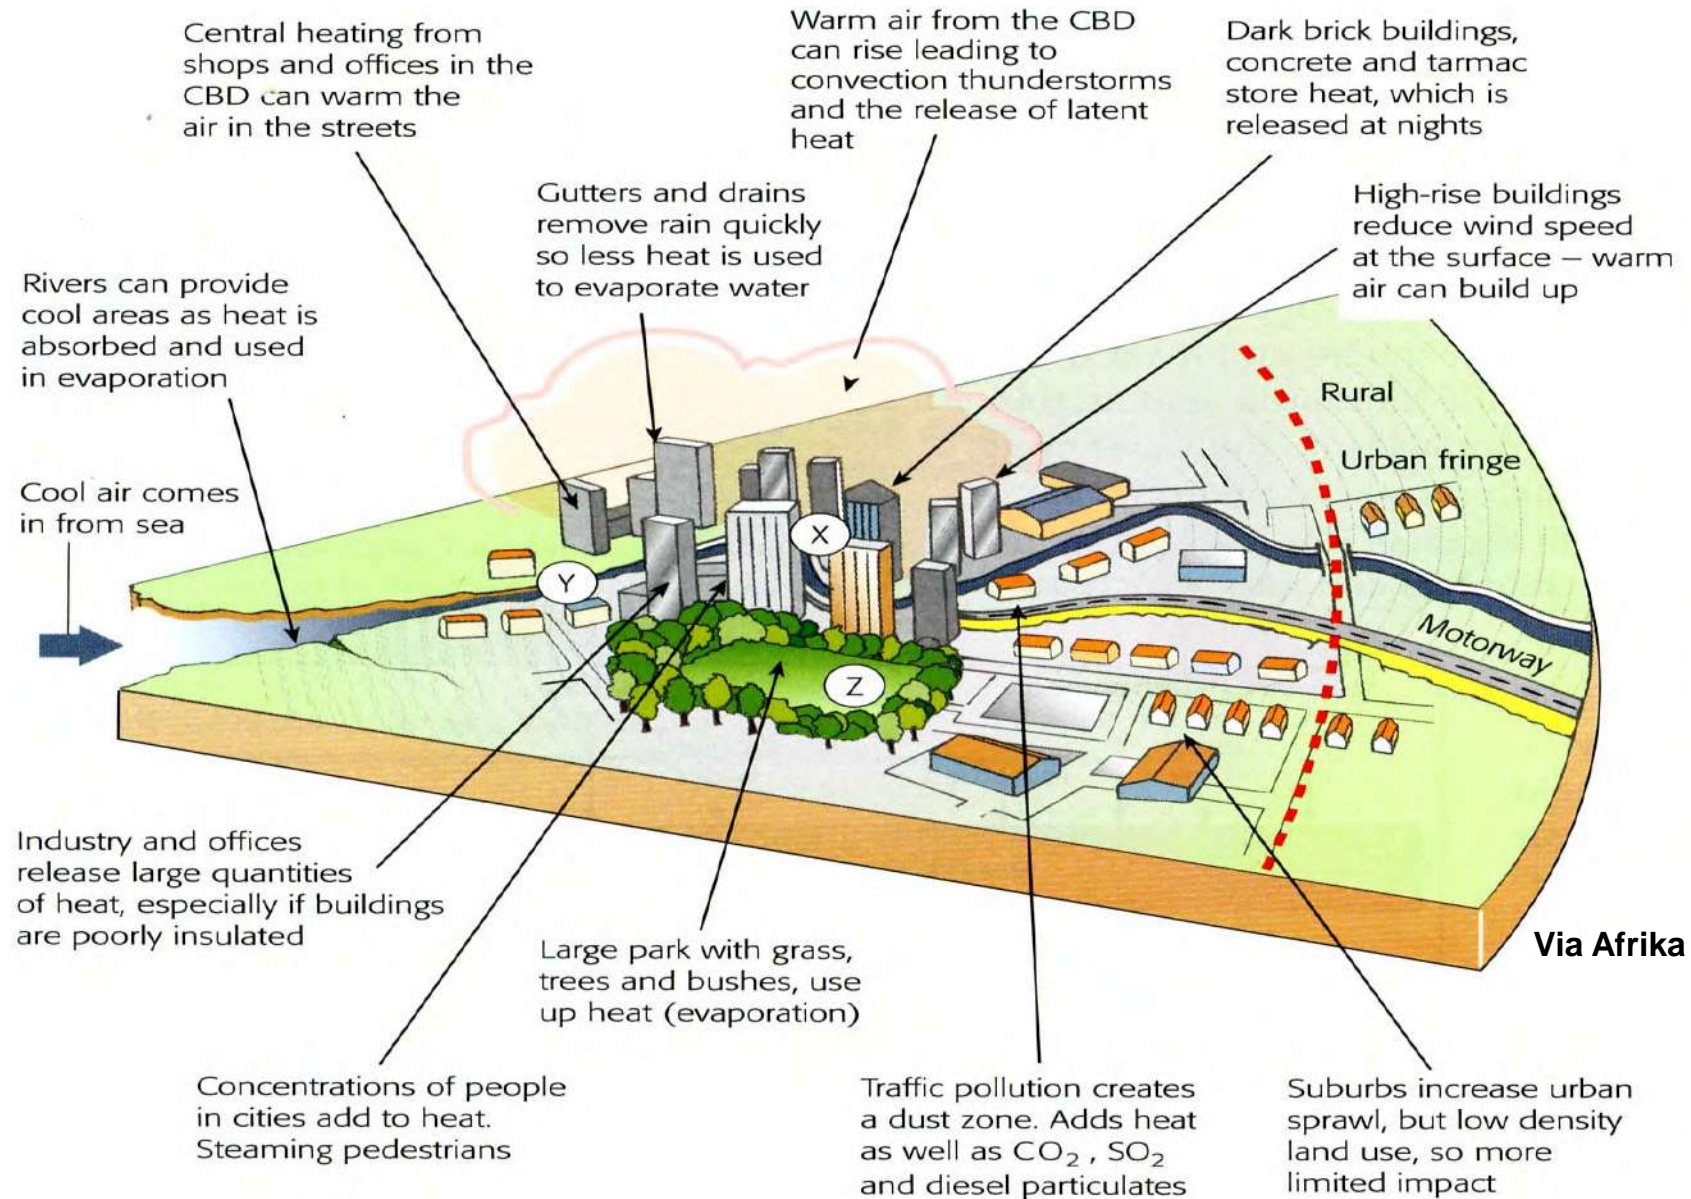 Central heating from
shops and offices in the
CBD can warm the
air in the streets
Warm air from the CBD
can rise leading to
convection thunderstorms
and the release of latent
heat
Dark brick buildings,
concrete and tarmac
store heat, which is
released at nights
Gutters and drains
remove rain quickly
so less heat is used
to evaporate water
High-rise buildings
reduce wind speed
at the surface – warm
air can build up
Rivers can provide
cool areas as heat is
absorbed and used
in evaporation
Cool air comes
in from sea
Rural
Urban fringe
X
Y
Motorway
Z
Industry and offices
release large quantities
of heat, especially if buildings
are poorly insulated
Large park with grass,
trees and bushes, use
up heat (evaporation)
Via Afrika
Concentrations of people
in cities add to heat.
Steaming pedestrians
Traffic pollution creates
a dust zone. Adds heat
as well as CO₂ , SO₂
and diesel particulates
Suburbs increase urban
sprawl, but low density
land use, so more
limited impact